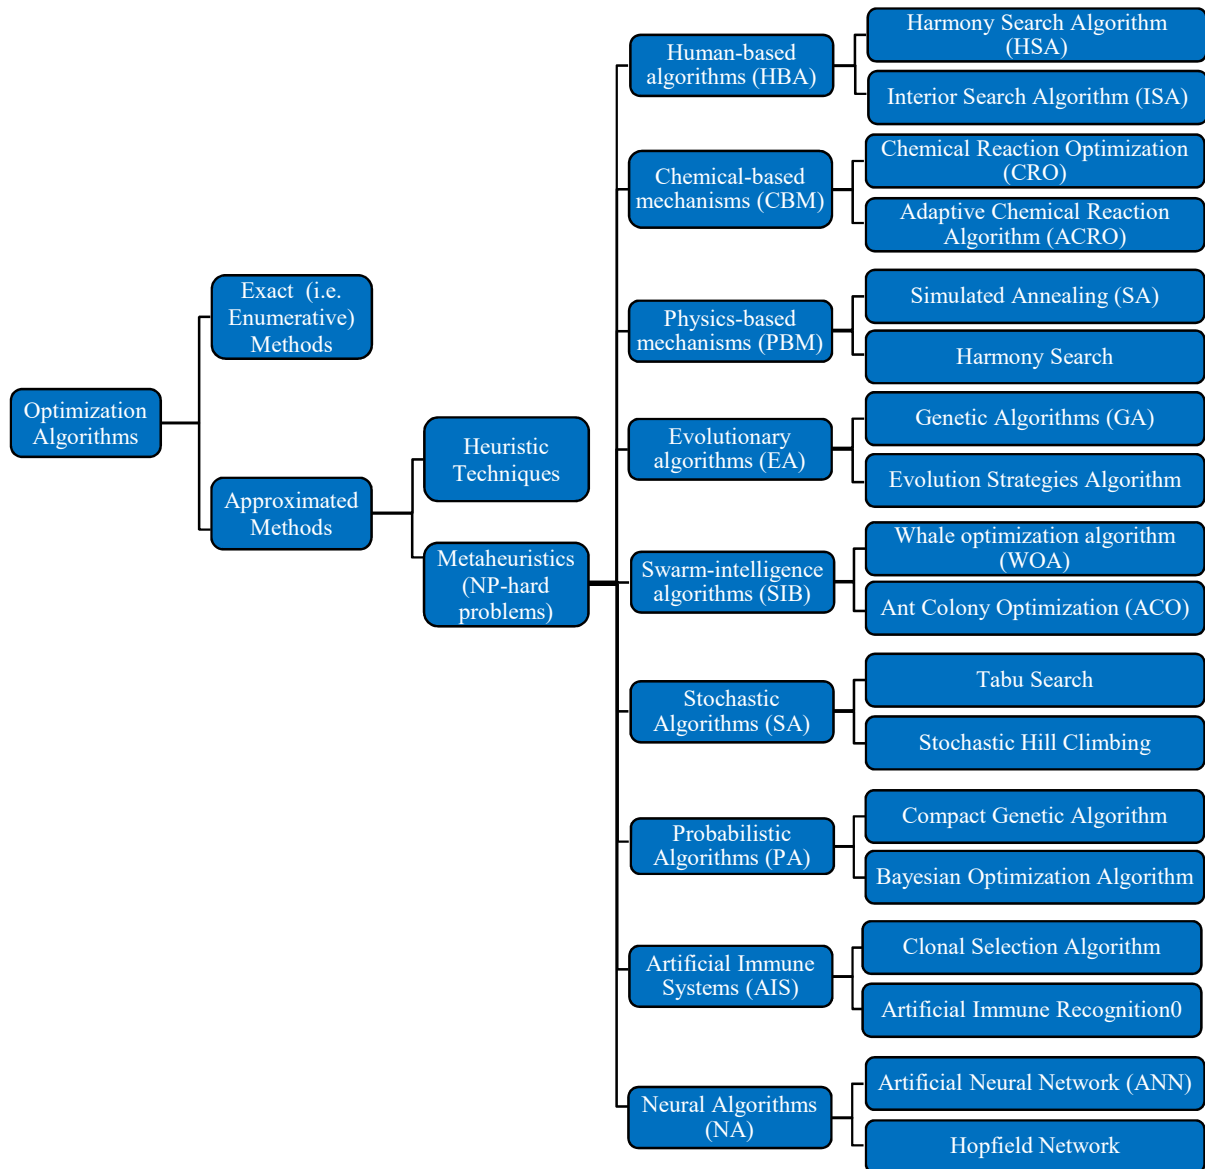 Optimization
Algorithms
Exact (i.e.
Enumerative)
Methods
Approximated
Methods
Heuristic
Techniques
Metaheuristics
(NP-hard
problems)
Human-based
algorithms (HBA)
Harmony Search Algorithm
(HSA)
Interior Search Algorithm (ISA)
Chemical-based
mechanisms (CBM)
Chemical Reaction Optimization
(CRO)
Adaptive Chemical Reaction
Algorithm (ACRO)
Physics-based
mechanisms (PBM)
Simulated Annealing (SA)
Harmony Search
Evolutionary
algorithms (EA)
Genetic Algorithms (GA)
Evolution Strategies Algorithm
Swarm-intelligence
algorithms (SIB)
Whale optimization algorithm
(WOA)
Ant Colony Optimization (ACO)
Stochastic
Algorithms (SA)
Tabu Search
Stochastic Hill Climbing
Probabilistic
Algorithms (PA)
Compact Genetic Algorithm
Bayesian Optimization Algorithm
Artificial Immune
Systems (AIS)
Clonal Selection Algorithm
Artificial Immune Recognition0
Neural Algorithms
(NA)
Artificial Neural Network (ANN)
Hopfield Network